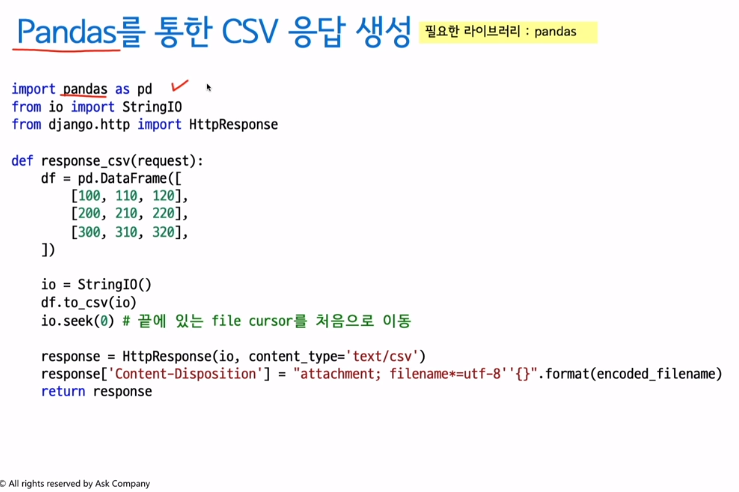 Pandas를 통한 CSV 응답 생성
필요한 라이브러리 : pandas
import pandas as pd
from io import StringIO
from django.http import HttpResponse
def response_csv(request):
    df = pd.DataFrame([
        [100, 110, 120],
        [200, 210, 220],
        [300, 310, 320],
    ])
    io = StringIO()
    df.to_csv(io)
    io.seek(0) # 끝에 있는 file cursor를 처음으로 이동
    response = HttpResponse(io, content_type='text/csv')
    response['Content-Disposition'] = "attachment; filename*=utf-8''{}".format(encoded_filename)
    return response
© All rights reserved by Ask Company